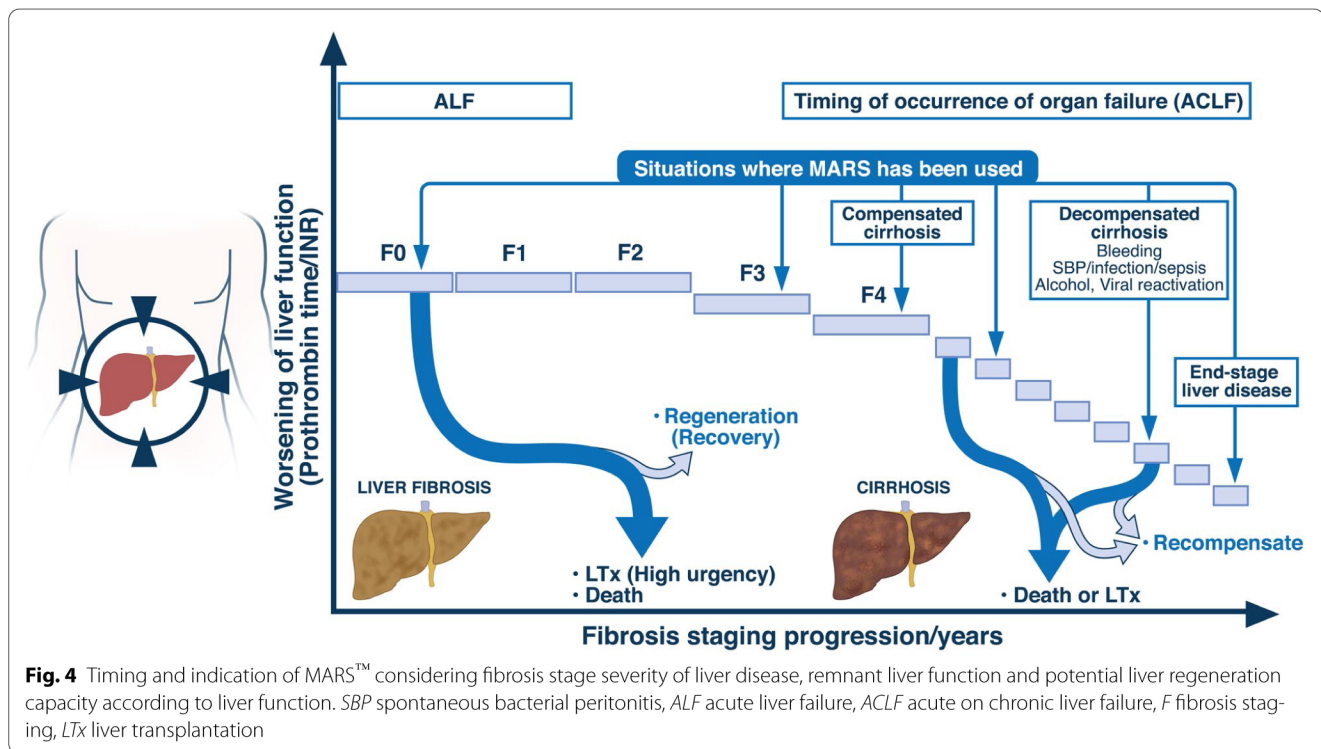 ALF
Timing of occurrence of organ failure (ACLF)
Situations where MARS has been used
Worsening of liver function
(Prothrombin time/INR)
F0
F1
F2
F3
F4
Compensated
cirrhosis
Decompensated
cirrhosis
Bleeding
SBP/infection/sepsis
Alcohol, Viral reactivation
End-stage
liver disease
• Regeneration
(Recovery)
LIVER FIBROSIS
CIRRHOSIS
• Recompensate
• LTx (High urgency)
• Death
• Death or LTx
Fibrosis staging progression/years
Fig. 4 Timing and indication of MARS™ considering fibrosis stage severity of liver disease, remnant liver function and potential liver regeneration
capacity according to liver function. SBP spontaneous bacterial peritonitis, ALF acute liver failure, ACLF acute on chronic liver failure, F fibrosis stag-
ing, LTx liver transplantation